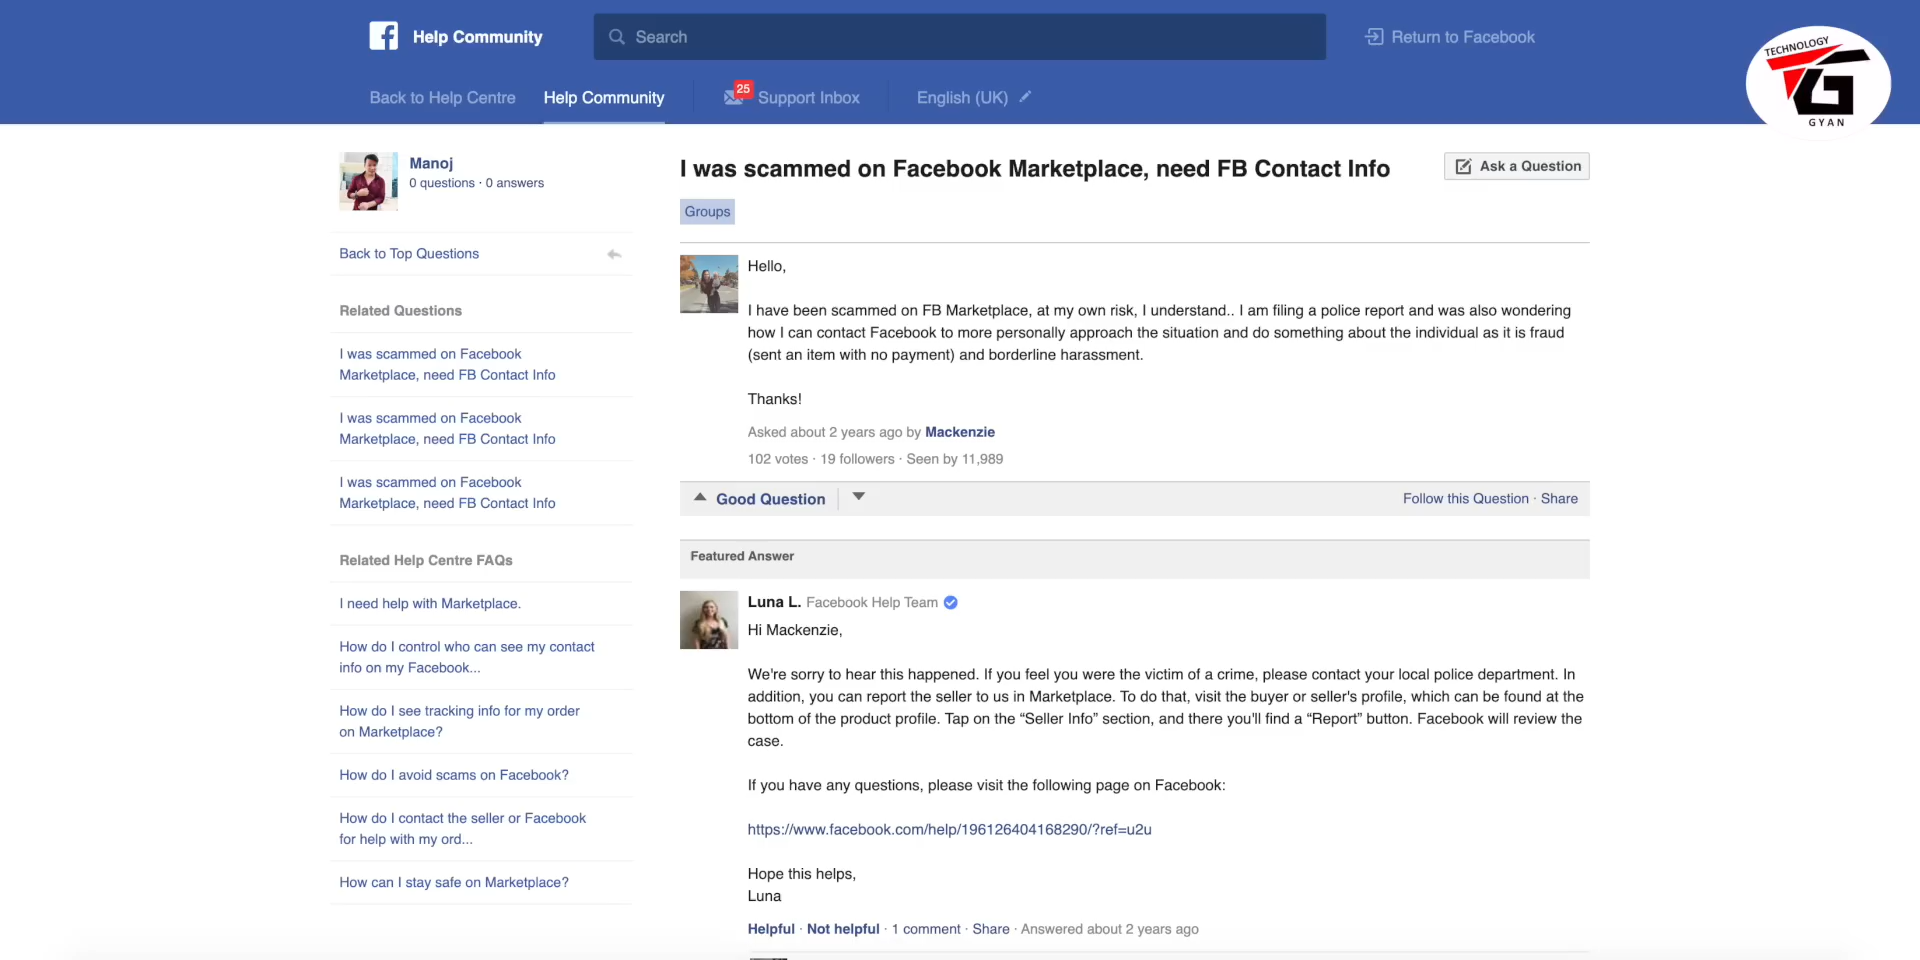 Help Community
Search
Return to Facebook
TECHNOLOGY
TG
GYAN
Back to Help Centre
Help Community
25
Support Inbox
English (UK)
Manoj
0 questions · 0 answers
Back to Top Questions
Related Questions
I was scammed on Facebook
Marketplace, need FB Contact Info
I was scammed on Facebook
Marketplace, need FB Contact Info
I was scammed on Facebook
Marketplace, need FB Contact Info
Related Help Centre FAQs
I need help with Marketplace.
How do I control who can see my contact
info on my Facebook...
How do I see tracking info for my order
on Marketplace?
How do I avoid scams on Facebook?
How do I contact the seller or Facebook
for help with my ord...
How can I stay safe on Marketplace?
I was scammed on Facebook Marketplace, need FB Contact Info
Ask a Question
Groups
Hello,
I have been scammed on FB Marketplace, at my own risk, I understand.. I am filing a police report and was also wondering
how I can contact Facebook to more personally approach the situation and do something about the individual as it is fraud
(sent an item with no payment) and borderline harassment.
Thanks!
Asked about 2 years ago by Mackenzie
102 votes · 19 followers · Seen by 11,989
Good Question
Follow this Question · Share
Featured Answer
Luna L. Facebook Help Team
Hi Mackenzie,
We're sorry to hear this happened. If you feel you were the victim of a crime, please contact your local police department. In
addition, you can report the seller to us in Marketplace. To do that, visit the buyer or seller's profile, which can be found at the
bottom of the product profile. Tap on the “Seller Info” section, and there you'll find a “Report” button. Facebook will review the
case.
If you have any questions, please visit the following page on Facebook:
https://www.facebook.com/help/196126404168290/?ref=u2u
Hope this helps,
Luna
Helpful · Not helpful · 1 comment · Share · Answered about 2 years ago